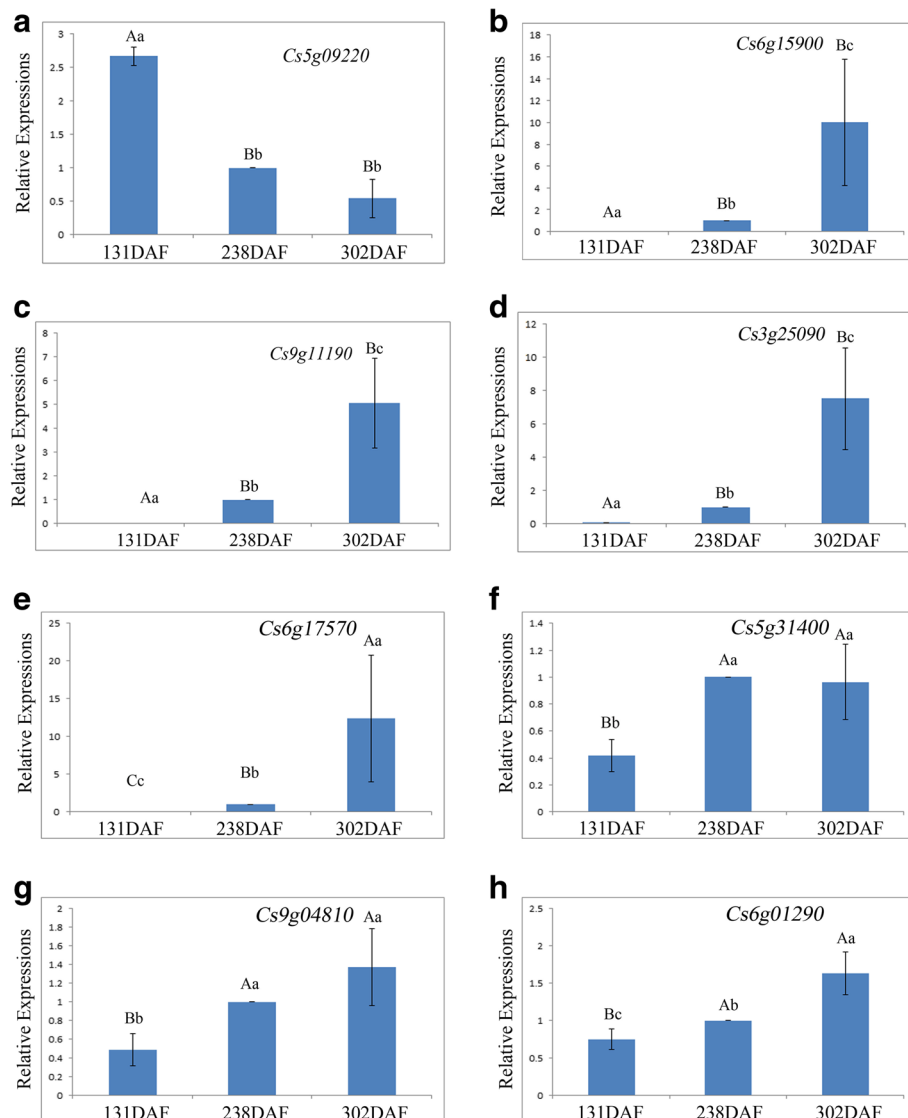 a
Relative Expressions
3
2.5
2
1.5
1
0.5
0
Cs5g09220
Aa
Bb
Bb
131DAF 238DAF 302DAF
b
Relative Expressions
18
16
14
12
10
8
6
4
2
0
Cs6g15900
Aa
Bb
Bc
131DAF 238DAF 302DAF
c
Relative Expressions
8
7
6
5
4
3
2
1
0
Cs9g11190
Aa
Bb
Bc
131DAF 238DAF 302DAF
d
Relative Expressions
12
10
8
6
4
2
0
Cs3g25090
Aa
Bb
Bc
131DAF 238DAF 302DAF
e
Relative Expressions
25
20
15
10
5
0
Cs6g17570
Cc
Bb
Aa
131DAF 238DAF 302DAF
f
Relative Expressions
1.4
1.2
1
0.8
0.6
0.4
0.2
0
Cs5g31400
Bb
Aa
Aa
131DAF 238DAF 302DAF
g
Relative Expressions
2
1.8
1.6
1.4
1.2
1
0.8
0.6
0.4
0.2
0
Cs9g04810
Bb
Aa
Aa
131DAF 238DAF 302DAF
h
Relative Expressions
2.5
2
1.5
1
0.5
0
Cs6g01290
Bc
Ab
Aa
131DAF 238DAF 302DAF